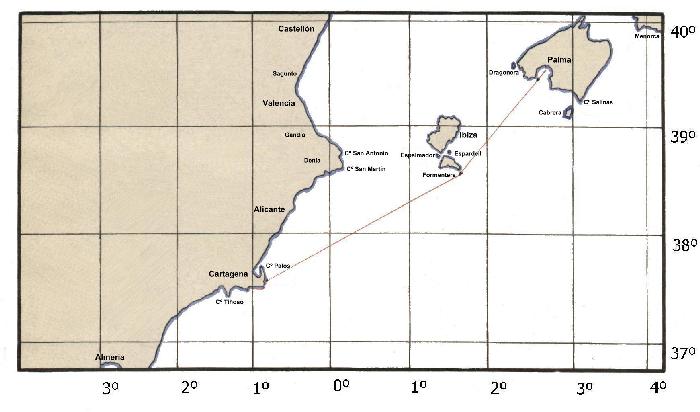 Castellón
40º
Menorca
Palma
Dragonera
Sagunto
Valencia
Cº Salinas
Cabrera
Gandía
Ibiza
39º
Cº San Antonio
Espalmador
Espardell
Denia
Cº San Martín
Formentera
Alicante
38º
Cº Palos
Cartagena
Cº Tiñoso
Almería
37º
3º 2º 1º 0º 1º 2º 3º 4º